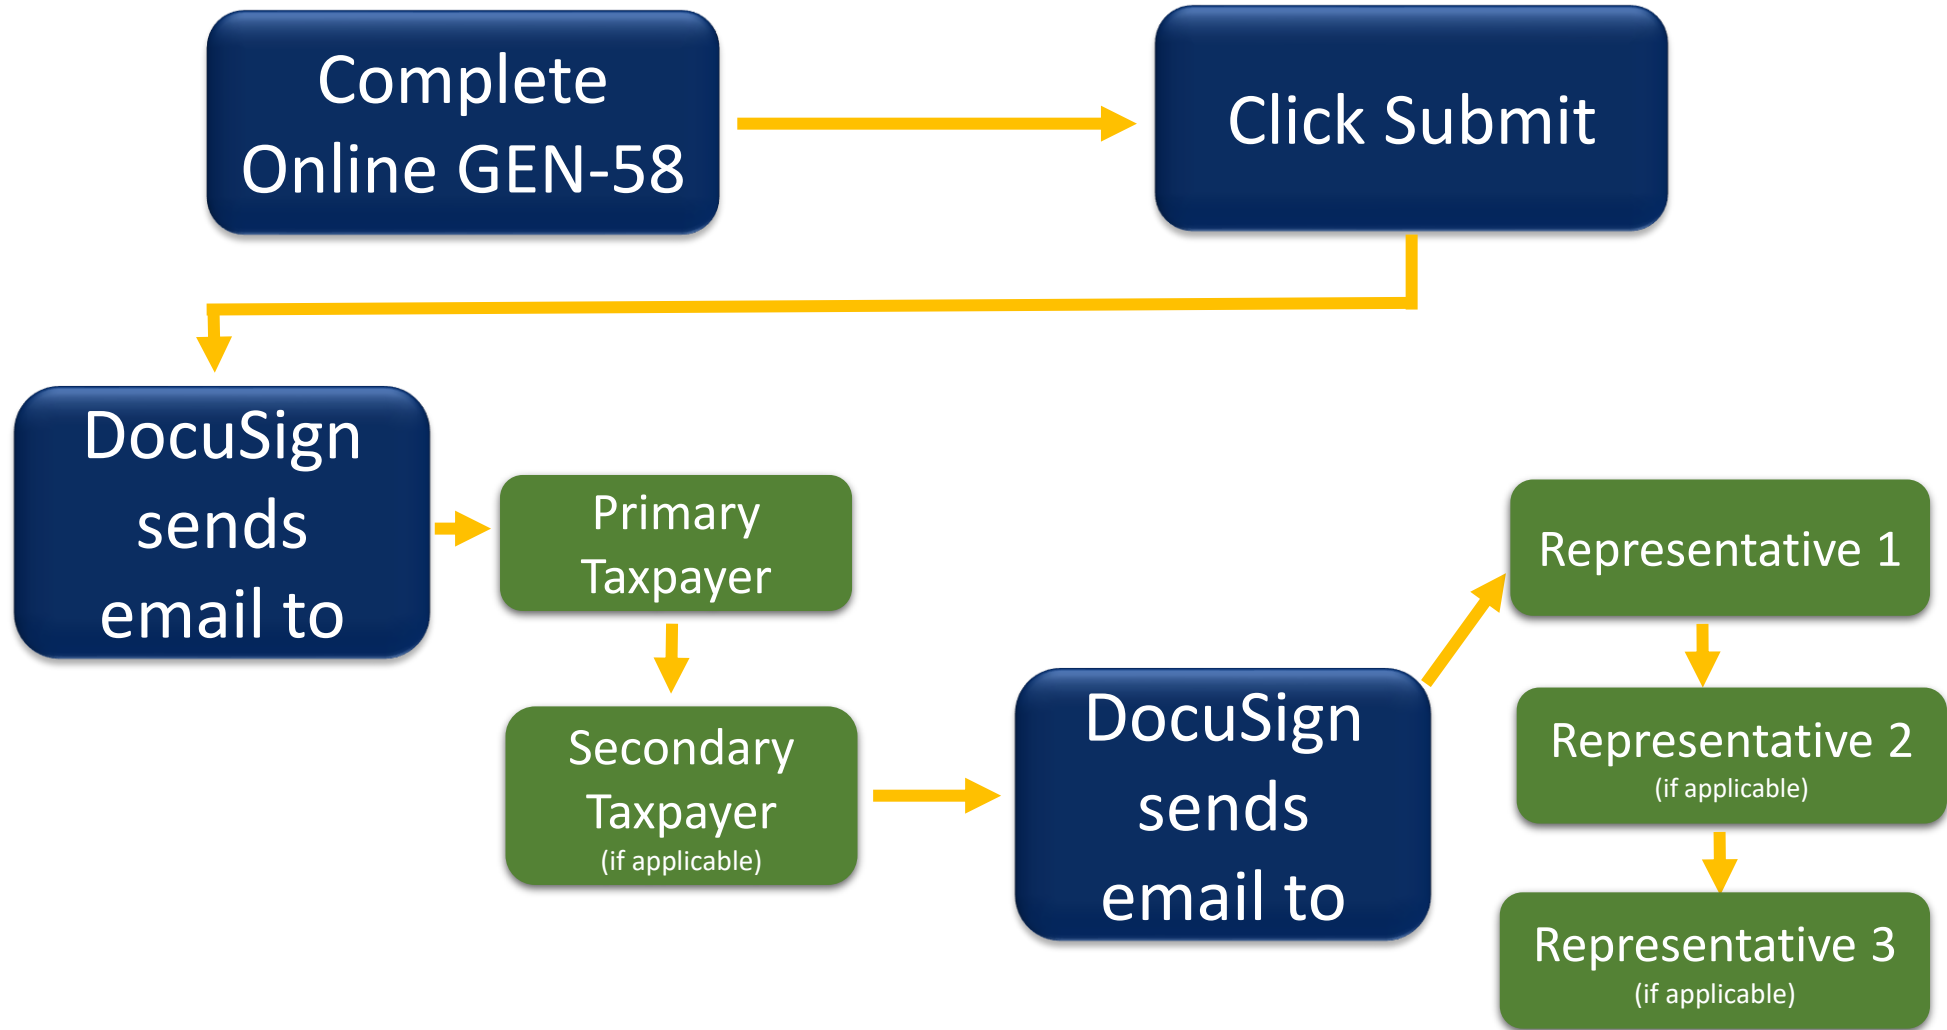 Complete
Online GEN-58
Click Submit
DocuSign
sends
email to
Primary
Taxpayer
Secondary
Taxpayer
(if applicable)
DocuSign
sends
email to
Representative 1
Representative 2
(if applicable)
Representative 3
(if applicable)